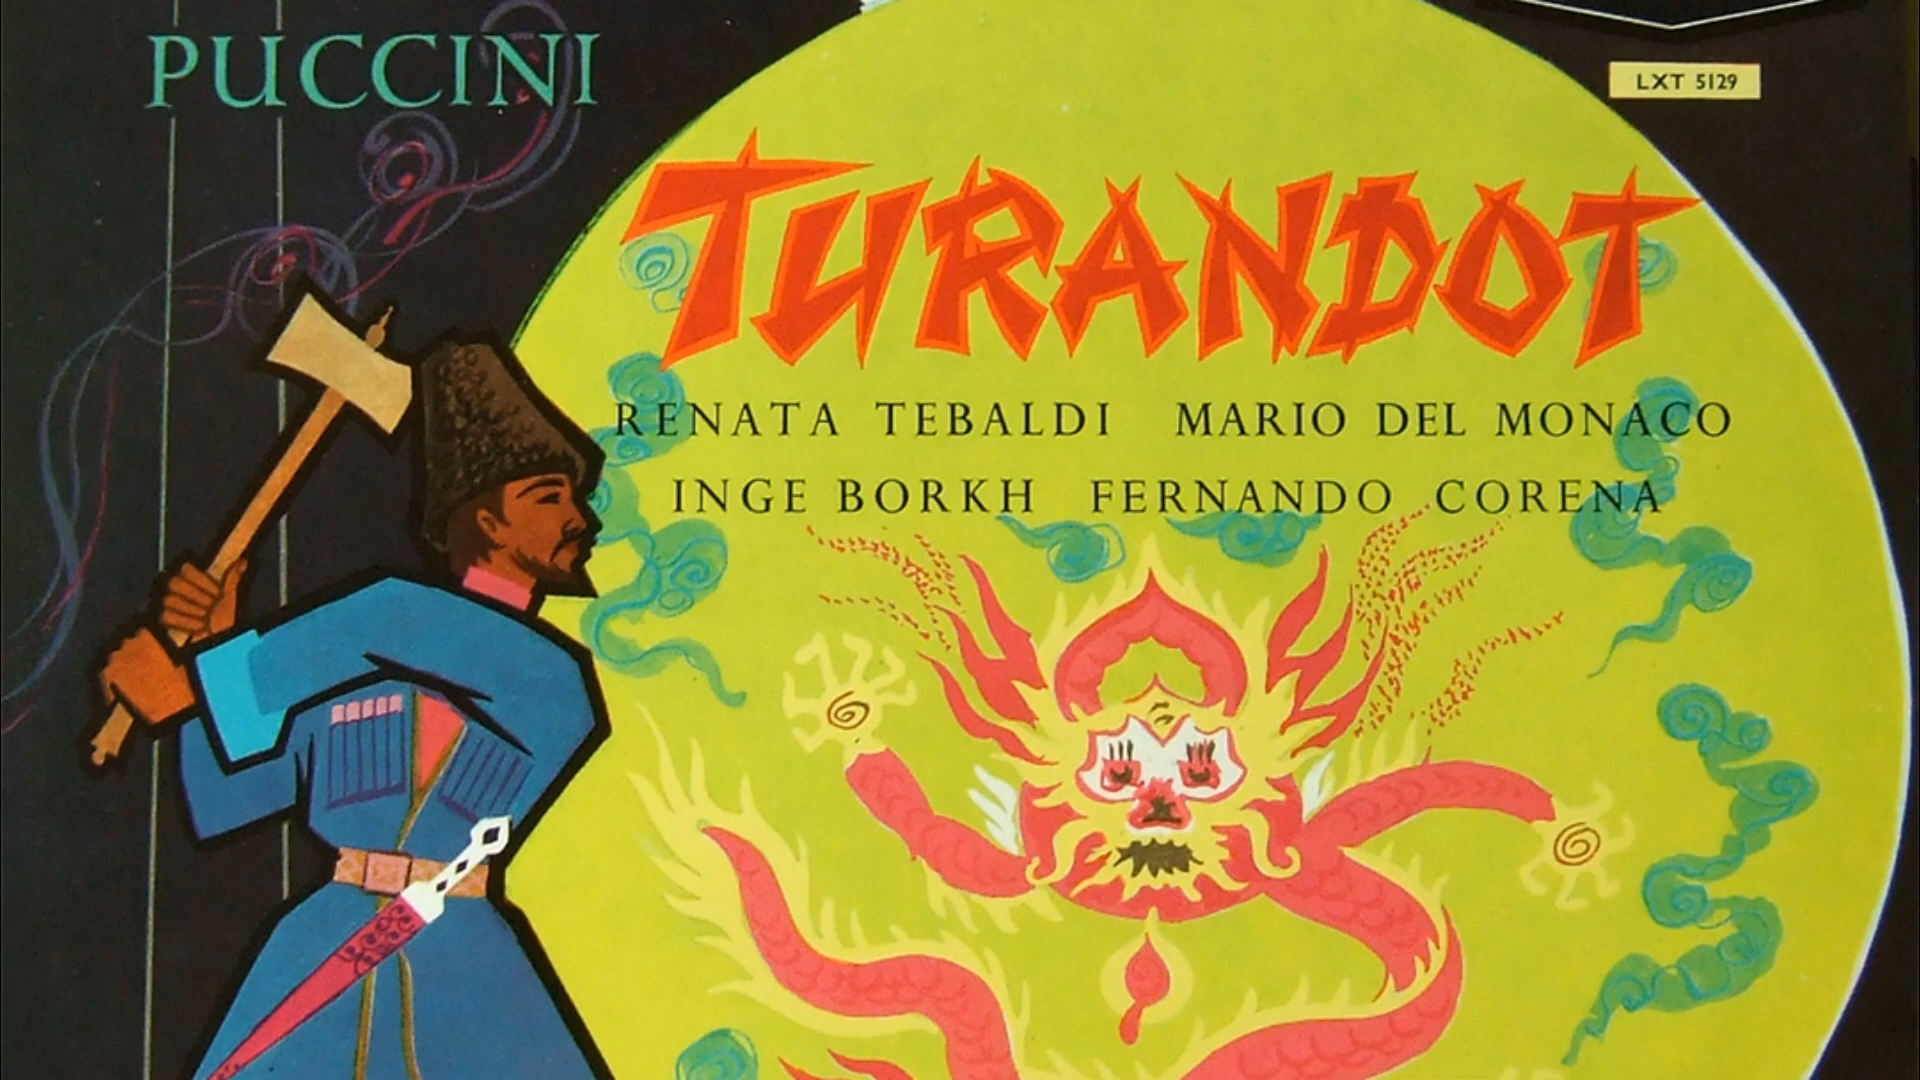 PUCCINI
LXT 5129
TURANDOT
RENATA TEBALDI MARIO DEL MONACO
INGE BORKH FERNANDO CORENA